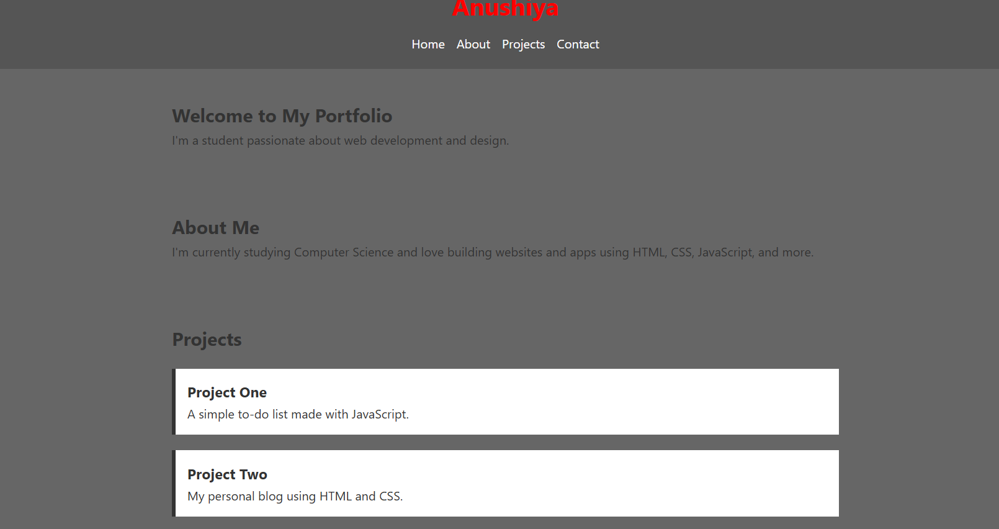 Anushiya
Home About Projects Contact
Welcome to My Portfolio
I'm a student passionate about web development and design.
About Me
I'm currently studying Computer Science and love building websites and apps using HTML, CSS, JavaScript, and more.
Projects
Project One
A simple to-do list made with JavaScript.
Project Two
My personal blog using HTML and CSS.